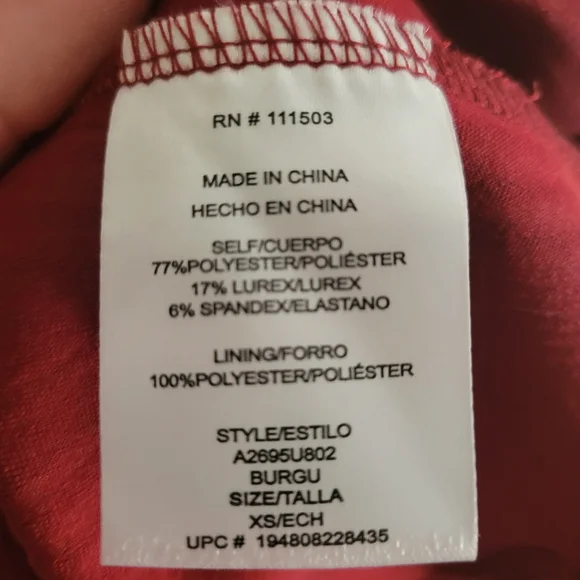 RN # 111503
MADE IN CHINA
HECHO EN CHINA
SELF/CUERPO
77%POLYESTER/POLIÉSTER
17% LUREX/LUREX
6% SPANDEX/ELASTANO
LINING/FORRO
100%POLYESTER/POLIÉSTER
STYLE/ESTILO
A2695U802
BURGU
SIZE/TALLA
XS/ECH
UPC # 194808228435